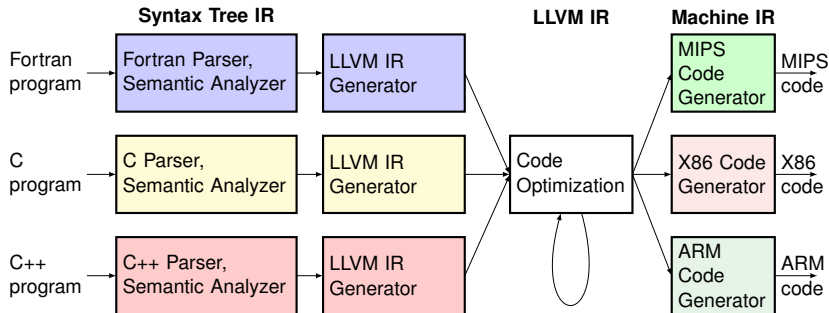 Syntax Tree IR
LLVM IR
Machine IR
Fortran
program
Fortran Parser,
Semantic Analyzer
LLVM IR
Generator
MIPS
Code
Generator
MIPS
code
C
program
C Parser,
Semantic Analyzer
LLVM IR
Generator
Code
Optimization
X86 Code
Generator
X86
code
C++
program
C++ Parser,
Semantic Analyzer
LLVM IR
Generator
ARM
Code
Generator
ARM
code